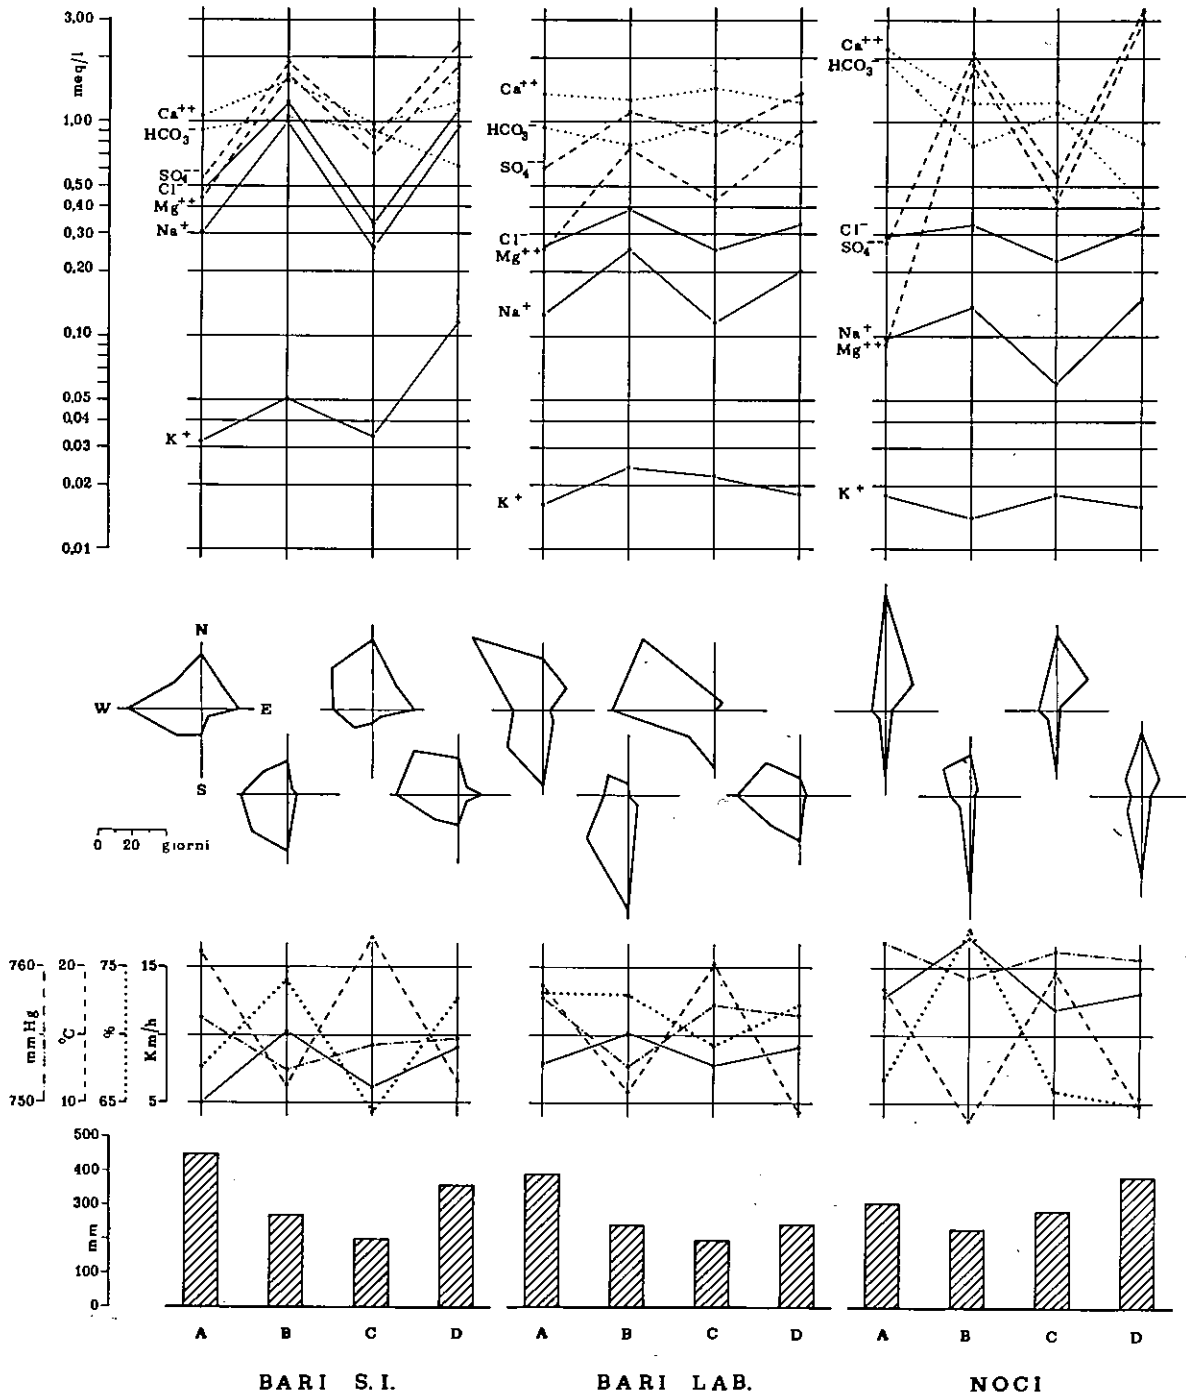 3,00
meq/l
1,00
0,50
0,40
0,30
0,20
0,10
0,05
0,04
0,03
0.02
0,01
Ca++
HCO3-
SO4--
Cl-
Mg++
Na+
K+
Ca++
HCO3-
SO4--
Cl-
Mg++
Na+
K+
Ca++
HCO3-
Cl-
SO4--
Na+
Mg++
K+
N
W E
S
0 20 giorni
760 20 75 15
mm/Hg °C % Km/h
750 10 65 5
500
400
300
mm
100
0
A B C D A B C D A B C D
BARI S.I. BARI LAB. NOCI